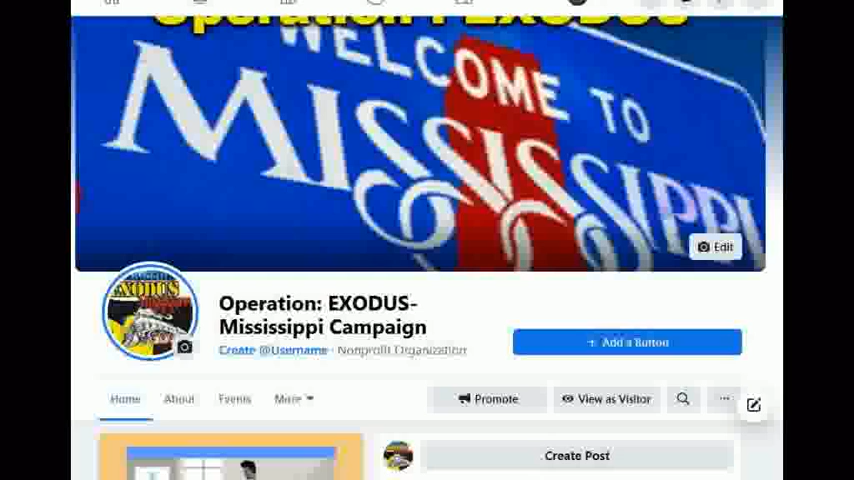 WELCOME TO
MISSISSIPPI
Edit
EXODUS
Operation: EXODUS-
Mississippi Campaign
Create @Username · Nonprofit Organization
+ Add a Button
Home
About
Events
More
Promote
View as Visitor
...
Create Post